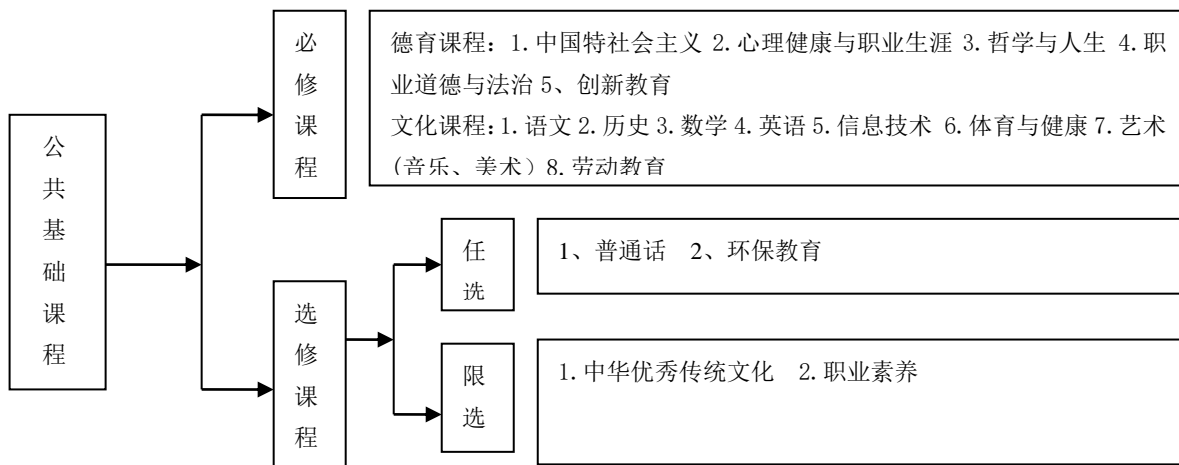 公共基础课程
必修课程
德育课程：1.中国特社会主义 2.心理健康与职业生涯 3.哲学与人生 4.职
业道德与法治 5、创新教育
文化课程：1.语文 2.历史 3.数学 4.英语 5.信息技术 6.体育与健康 7.艺术
(音乐、美术）8.劳动教育
选修课程
任选
1、普通话 2、环保教育
限选
1.中华优秀传统文化 2.职业素养